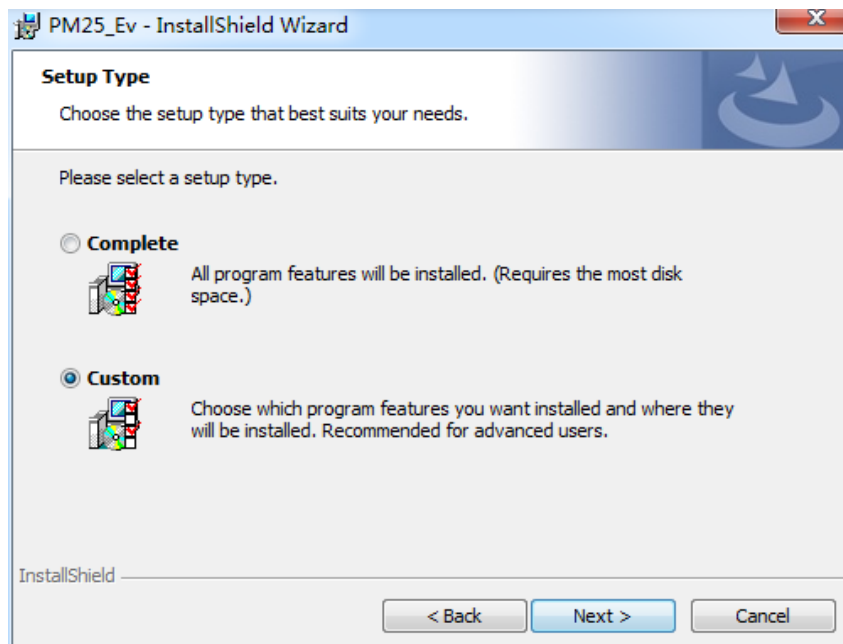 PM25_Ev - InstallShield Wizard
Setup Type
Choose the setup type that best suits your needs.
Please select a setup type.
Complete
All program features will be installed. (Requires the most disk
space.)
Custom
Choose which program features you want installed and where they
will be installed. Recommended for advanced users.
InstallShield
< Back
Next >
Cancel